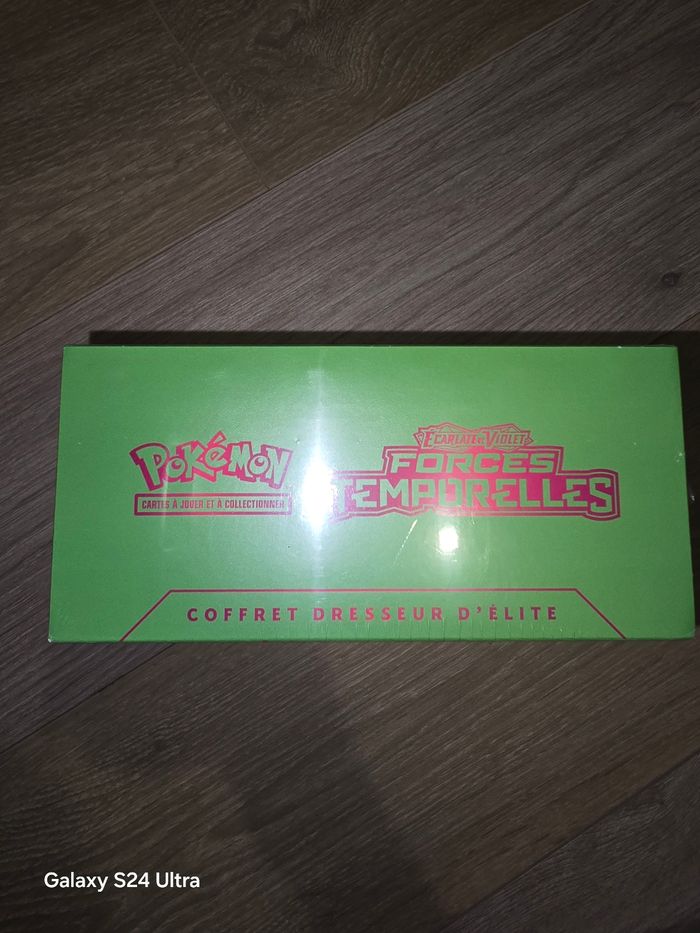 Pokémon
CARTES À JOUER ET À COLLECTIONNER
ÉCARLATE ET VIOLET
FORCES
TEMPORELLES
COFFRET DRESSEUR D'ÉLITE
Galaxy S24 Ultra